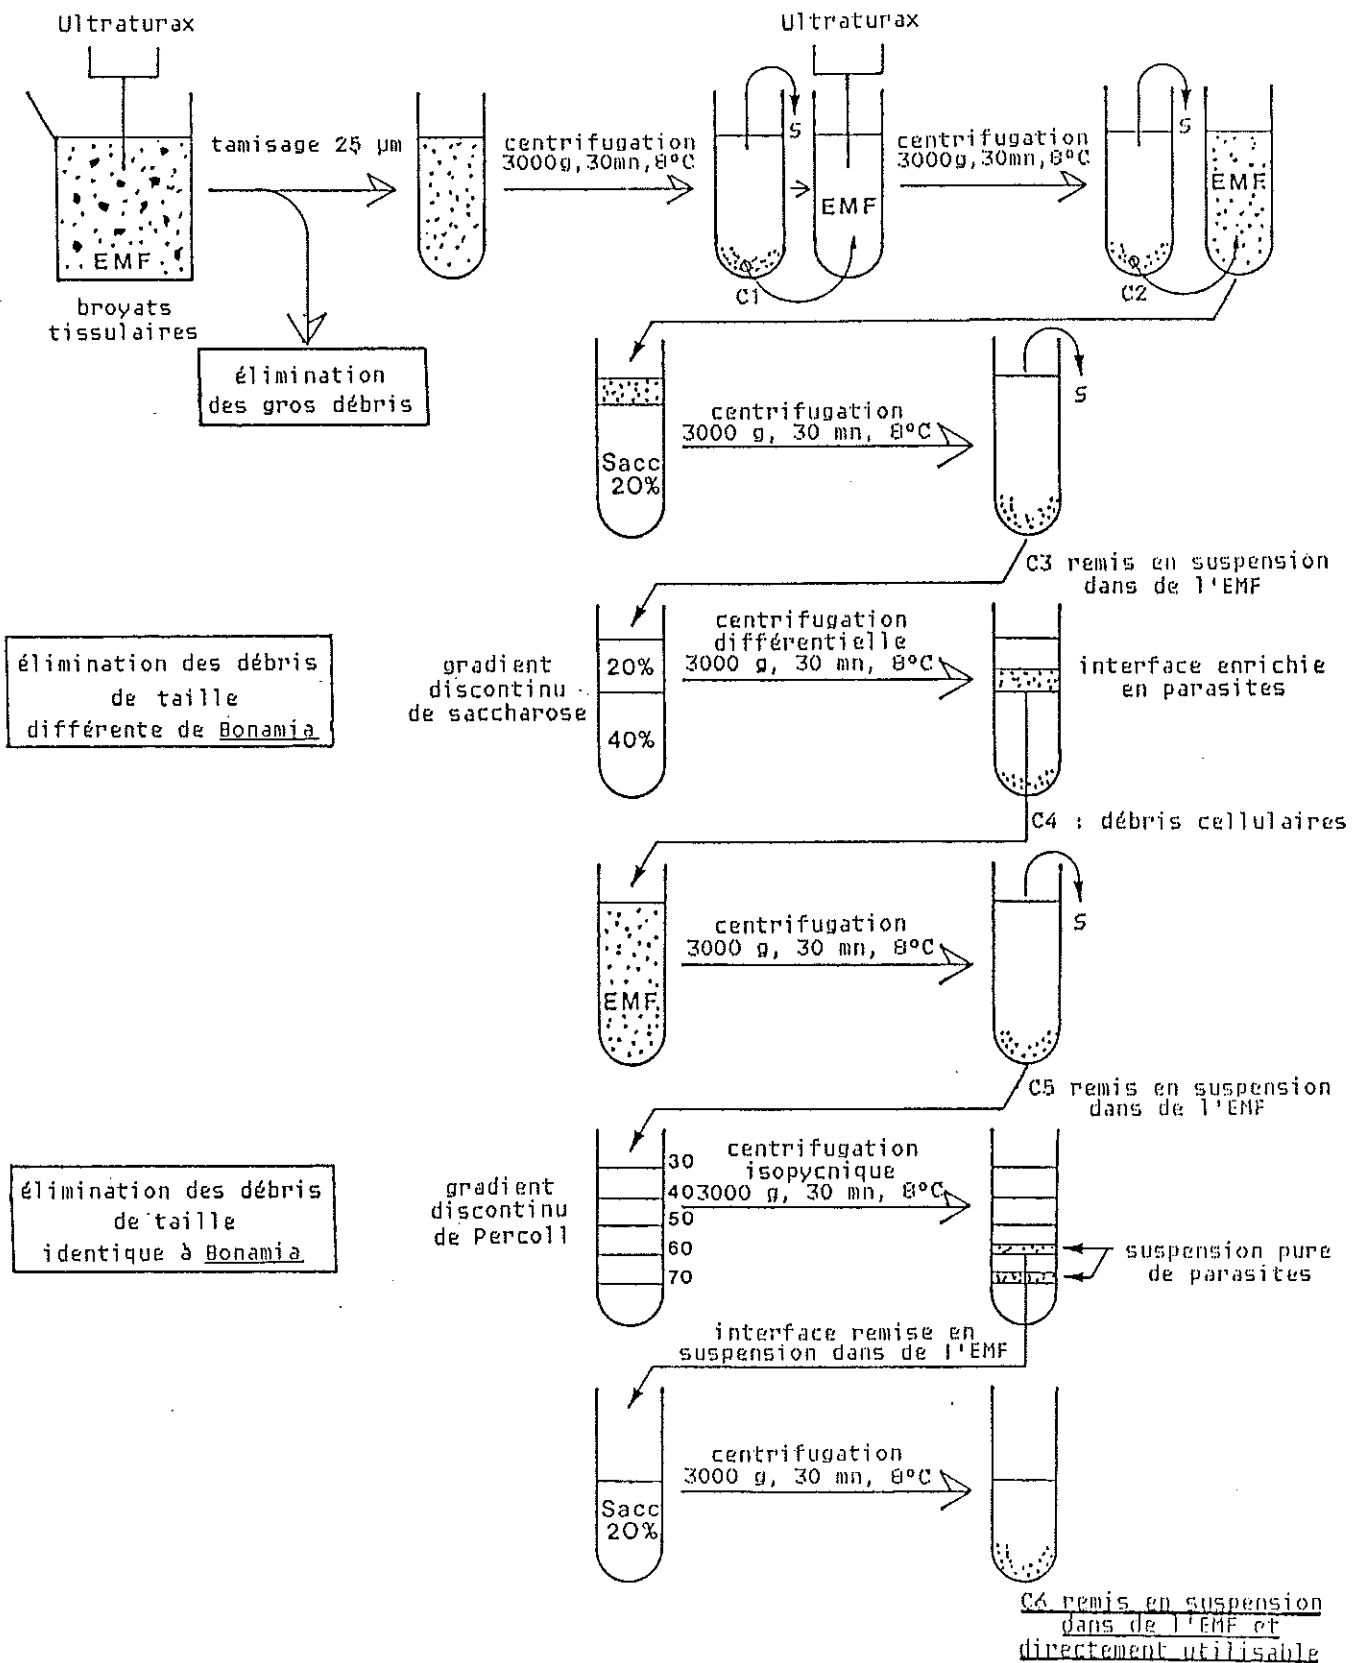 Ultraturax
Ultraturax
tamisage 25 µm
centrifugation
3000g,30mn,8°C
S
centrifugation
3000g,30mn,8°C
S
EMF
EMF
EMF
C1
C2
broyats
tissulaires
élimination
des gros débris
centrifugation
3000 g, 30 mn, 8°C
S
Sacc
20%
C3 remis en suspension
dans de l'EMF
élimination des débris
de taille
différente de Bonamia
gradient
discontinu
de saccharose
20%
40%
centrifugation
différentielle
3000 g, 30 mn, 8°C
interface enrichie
en parasites
C4 : débris cellulaires
centrifugation
3000 g, 30 mn, 8°C
S
EMF
C5 remis en suspension
dans de l'EMF
élimination des débris
de taille
identique à Bonamia
gradient
discontinu
de Percoll
30
40
50
60
70
centrifugation
isopycnique
3000 g, 30 mn, 8°C
suspension pure
de parasites
interface remise en
suspension dans de l'EMF
centrifugation
3000 g, 30 mn, 8°C
Sacc
20%
C6 remis en suspension
dans de l'EMF et
directement utilisable